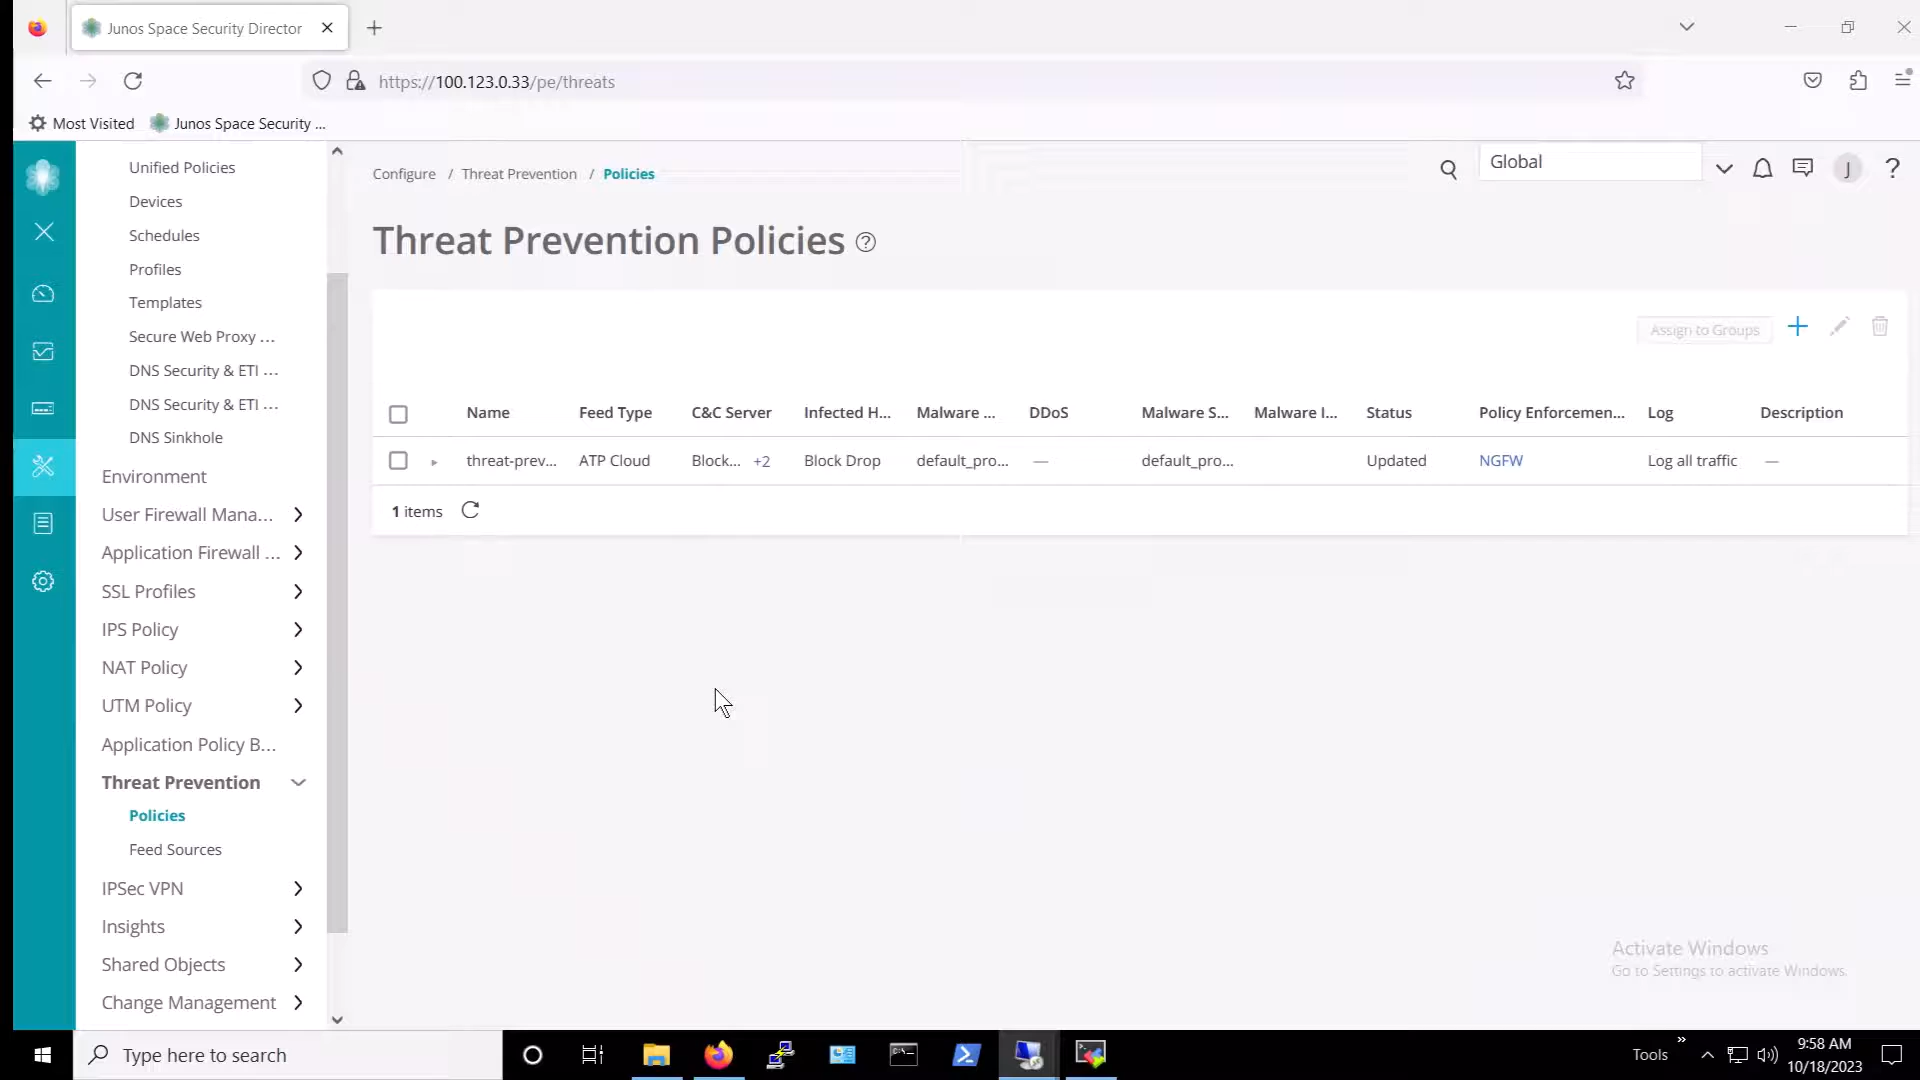 Junos Space Security Director
https://100.123.0.33/pe/threats
Most Visited
Junos Space Security ...
Unified Policies
Devices
Schedules
Profiles
Templates
Secure Web Proxy ...
DNS Security & ETI ...
DNS Security & ETI ...
DNS Sinkhole
Environment
User Firewall Mana...
Application Firewall ...
SSL Profiles
IPS Policy
NAT Policy
UTM Policy
Application Policy B...
Threat Prevention
Policies
Feed Sources
IPSec VPN
Insights
Shared Objects
Change Management
Configure / Threat Prevention / Policies
Global
J
?
Threat Prevention Policies ?
Assign to Groups
Name Feed Type C&C Server Infected H... Malware ... DDoS Malware S... Malware I... Status Policy Enforcemen... Log Description
threat-prev... ATP Cloud Block... +2 Block Drop default_pro... — default_pro... Updated NGFW Log all traffic —
1 items
Activate Windows
Go to Settings to activate Windows.
Type here to search
Tools
9:58 AM
10/18/2023